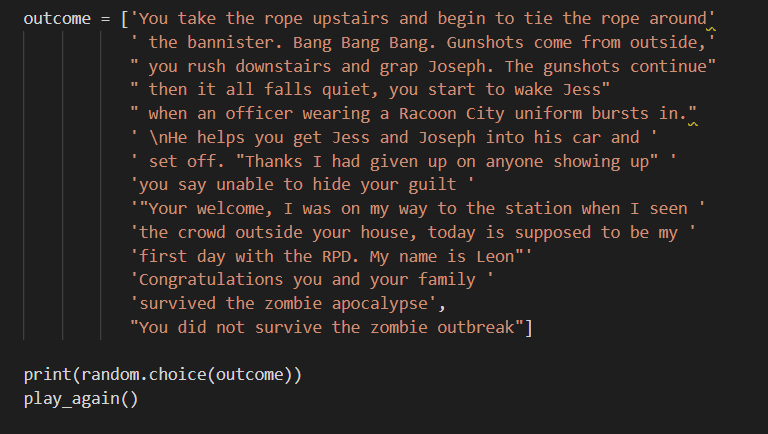 outcome = ['You take the rope upstairs and begin to tie the rope around'
' the bannister. Bang Bang Bang. Gunshots come from outside,'
" you rush downstairs and grap Joseph. The gunshots continue"
" then it all falls quiet, you start to wake Jess"
" when an officer wearing a Racoon City uniform bursts in."
' \nHe helps you get Jess and Joseph into his car and '
' set off. "Thanks I had given up on anyone showing up" '
'you say unable to hide your guilt '
'"Your welcome, I was on my way to the station when I seen '
'the crowd outside your house, today is supposed to be my '
'first day with the RPD. My name is Leon"'
'Congratulations you and your family '
'survived the zombie apocalypse',
"You did not survive the zombie outbreak"]
print(random.choice(outcome))
play_again()